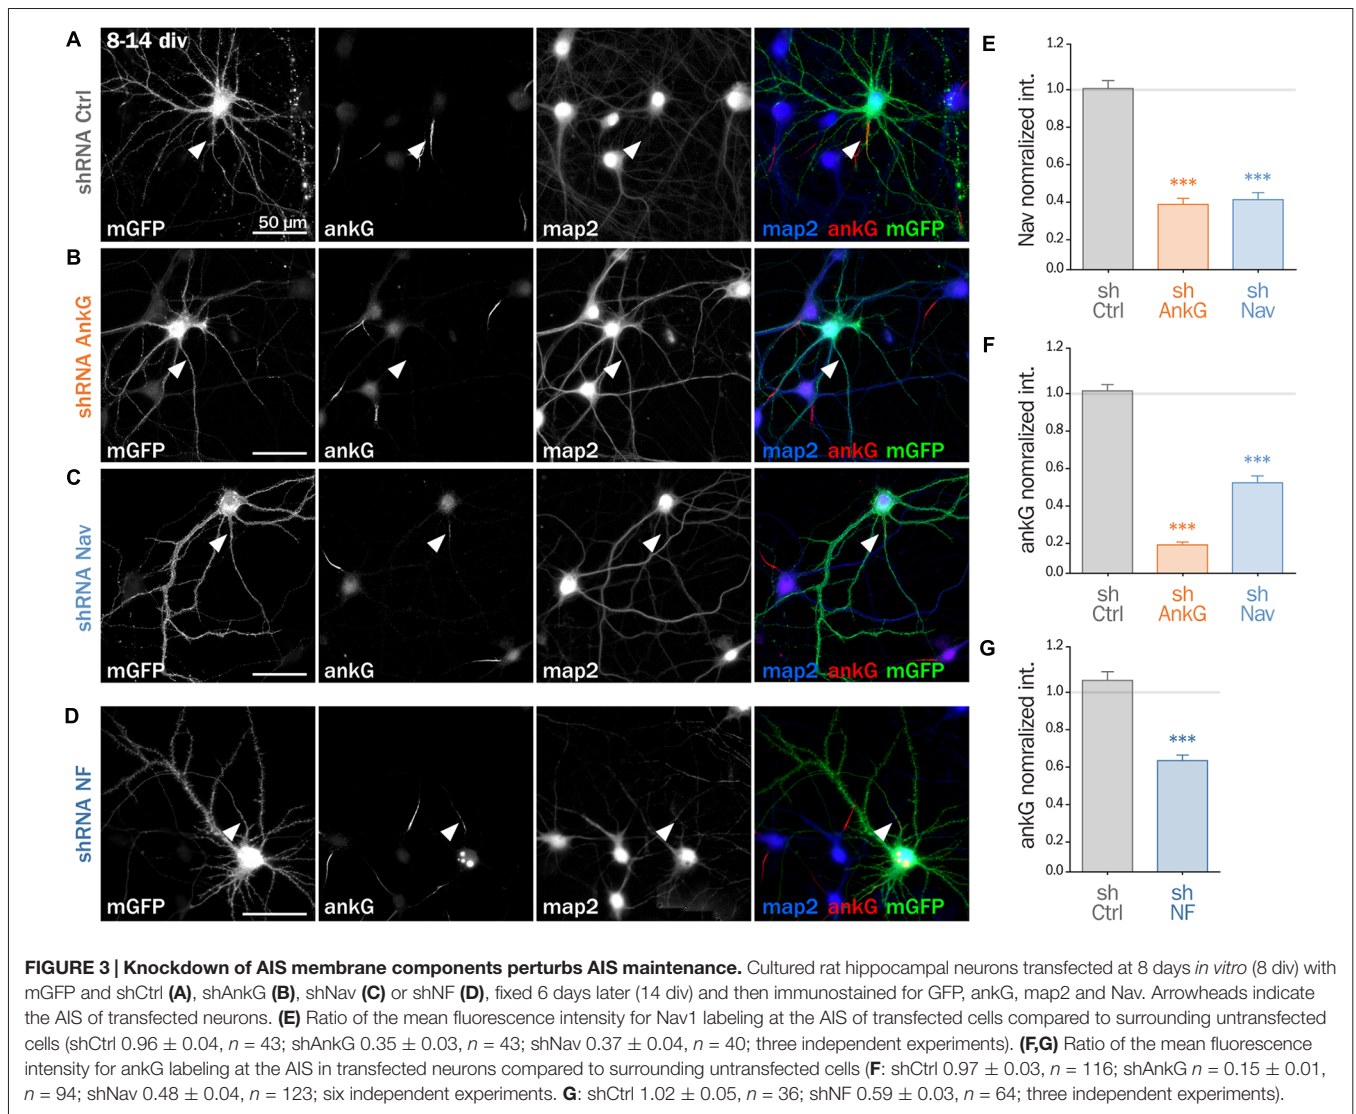 A
8-14 div
shRNA Ctrl
mGFP
50 µm
ankG
map2
map2 ankG mGFP
B
shRNA AnkG
mGFP
ankG
map2
map2 ankG mGFP
C
shRNA Nav
mGFP
ankG
map2
map2 ankG mGFP
D
shRNA NF
mGFP
ankG
map2
map2 ankG mGFP
E
Nav nomralized int.
1.2
1.0
0.6
0.4
0.2
0.0
***
***
sh Ctrl
sh AnkG
sh Nav
F
ankG nomralized int.
1.2
1.0
0.6
0.4
0.2
0.0
***
***
sh Ctrl
sh AnkG
sh Nav
G
ankG nomralized int.
1.2
1.0
0.8
0.6
0.4
0.2
0.0
***
sh Ctrl
sh NF
FIGURE 3 | Knockdown of AIS membrane components perturbs AIS maintenance. Cultured rat hippocampal neurons transfected at 8 days in vitro (8 div) with
mGFP and shCtrl (A), shAnkG (B), shNav (C) or shNF (D), fixed 6 days later (14 div) and then immunostained for GFP, ankG, map2 and Nav. Arrowheads indicate
the AIS of transfected neurons. (E) Ratio of the mean fluorescence intensity for Nav1 labeling at the AIS of transfected cells compared to surrounding untransfected
cells (shCtrl 0.96 ± 0.04, n = 43; shAnkG 0.35 ± 0.03, n = 43; shNav 0.37 ± 0.04, n = 40; three independent experiments). (F,G) Ratio of the mean fluorescence
intensity for ankG labeling at the AIS in transfected neurons compared to surrounding untransfected cells (F: shCtrl 0.97 ± 0.03, n = 116; shAnkG n = 0.15 ± 0.01,
n = 94; shNav 0.48 ± 0.04, n = 123; six independent experiments. G: shCtrl 1.02 ± 0.05, n = 36; shNF 0.59 ± 0.03, n = 64; three independent experiments).